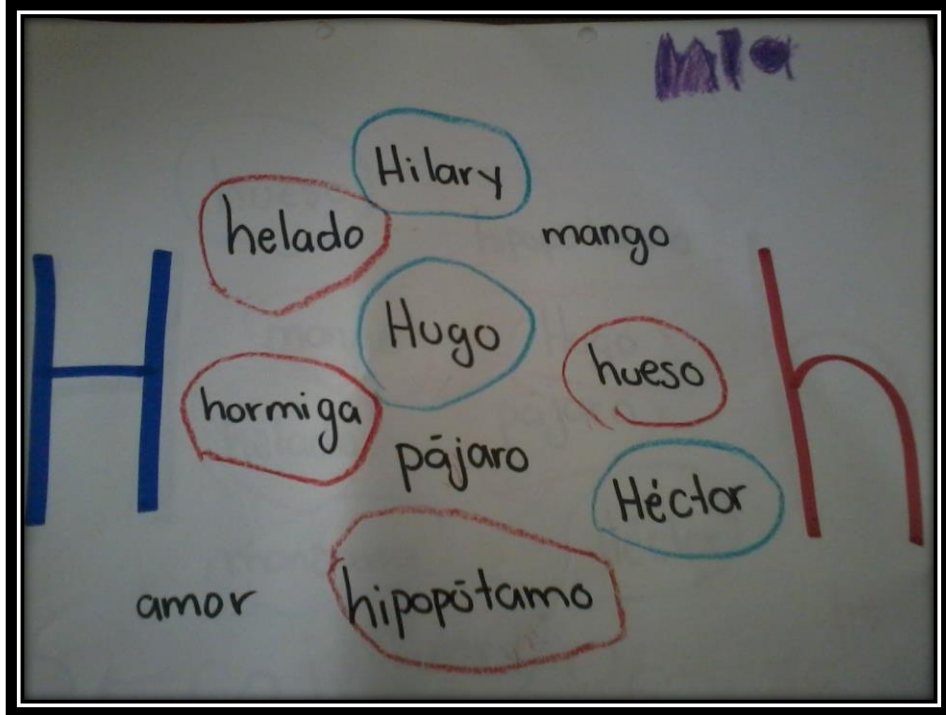 Mia
Hilary
helado
mango
H
Hugo
hueso
h
hormiga
pájaro
Héctor
amor
hipopótamo